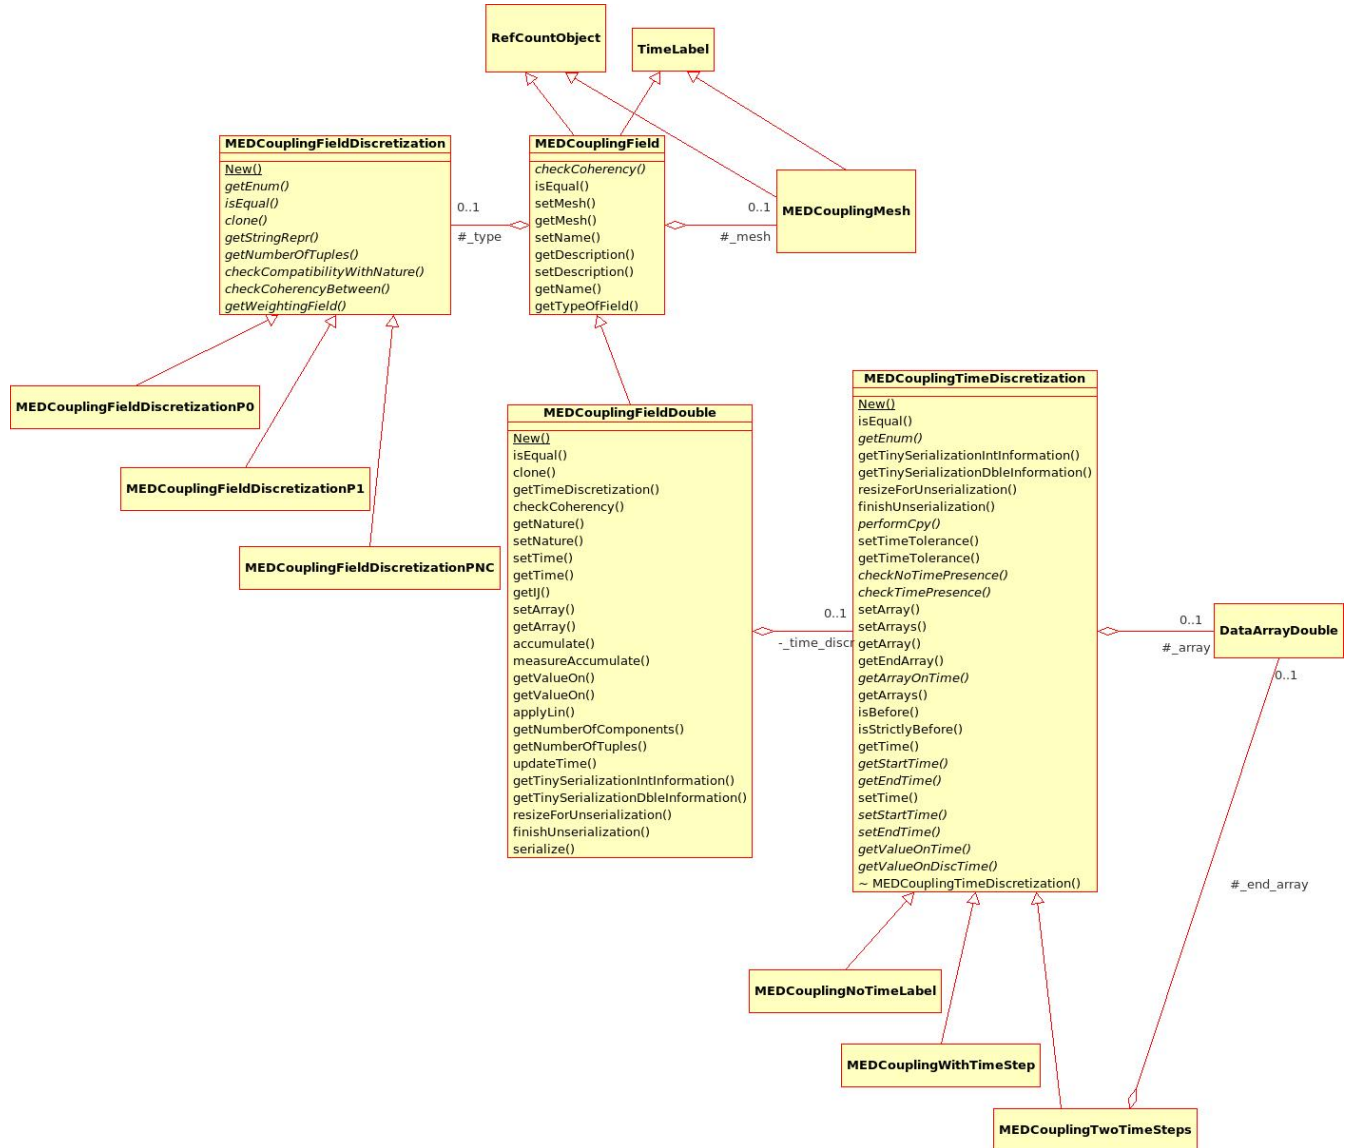 RefCountObject
TimeLabel
MEDCouplingFieldDiscretization
New()
getEnum()
isEqual()
clone()
getStringRepr()
getNumberOfTuples()
checkCompatibilityWithNature()
checkCoherencyBetween()
getWeightingField()
0..1
#_type
MEDCouplingField
checkCoherency()
isEqual()
setMesh()
getMesh()
setName()
getDescription()
setDescription()
getName()
getTypeOfField()
0..1
#_mesh
MEDCouplingMesh
MEDCouplingFieldDiscretizationP0
MEDCouplingFieldDiscretizationP1
MEDCouplingFieldDiscretizationPNC
MEDCouplingFieldDouble
New()
isEqual()
clone()
getTimeDiscretization()
checkCoherency()
getNature()
setNature()
setTime()
getTime()
getIJ()
setArray()
getArray()
accumulate()
measureAccumulate()
getValueOn()
getValueOn()
applyLin()
getNumberOfComponents()
getNumberOfTuples()
updateTime()
getTinySerializationIntInformation()
getTinySerializationDbleInformation()
resizeForUnserialization()
finishUnserialization()
serialize()
0..1
-_time_discr
MEDCouplingTimeDiscretization
New()
isEqual()
getEnum()
getTinySerializationIntInformation()
getTinySerializationDbleInformation()
resizeForUnserialization()
finishUnserialization()
performCpy()
setTimeTolerance()
getTimeTolerance()
checkNoTimePresence()
checkTimePresence()
setArray()
setArrays()
getArray()
getEndArray()
getArrayOnTime()
getArrays()
isBefore()
isStrictlyBefore()
getTime()
getStartTime()
getEndTime()
setTime()
setStartTime()
setEndTime()
getValueOnTime()
getValueOnDiscTime()
~ MEDCouplingTimeDiscretization()
0..1
#_array
DataArrayDouble
0..1
#_end_array
MEDCouplingNoTimeLabel
MEDCouplingWithTimeStep
MEDCouplingTwoTimeSteps